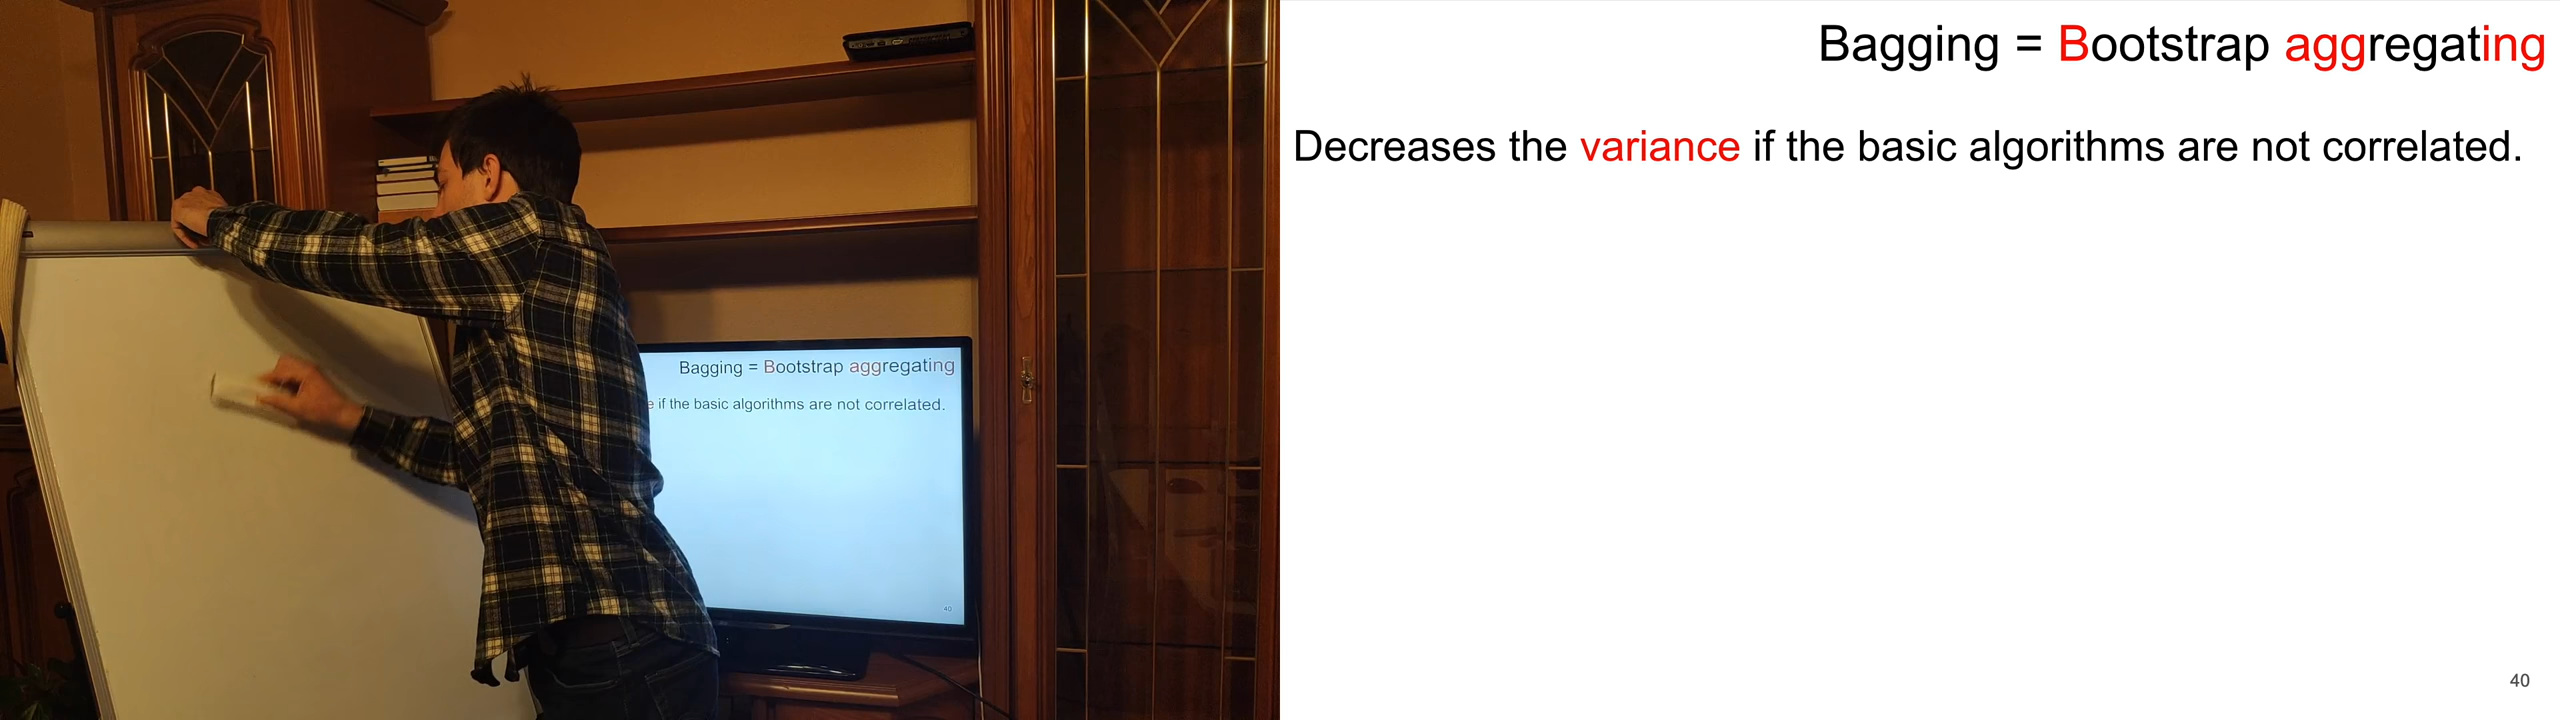 Bagging = Bootstrap aggregating
e if the basic algorithms are not correlated.
40
Bagging = Bootstrap aggregating
Decreases the variance if the basic algorithms are not correlated.
40